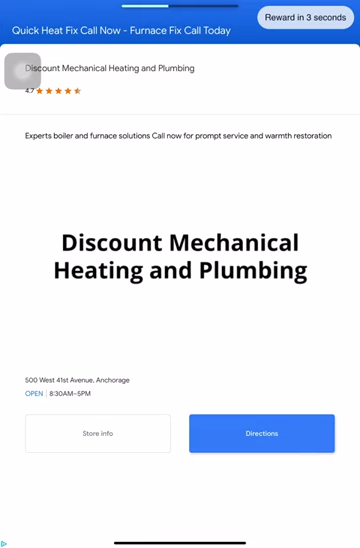 Reward in 3 seconds
Quick Heat Fix Call Now - Furnace Fix Call Today
Discount Mechanical Heating and Plumbing
4.7
Experts boiler and furnace solutions Call now for prompt service and warmth restoration
Discount Mechanical
Heating and Plumbing
500 West 41st Avenue, Anchorage
OPEN | 8:30AM–5PM
Store info
Directions